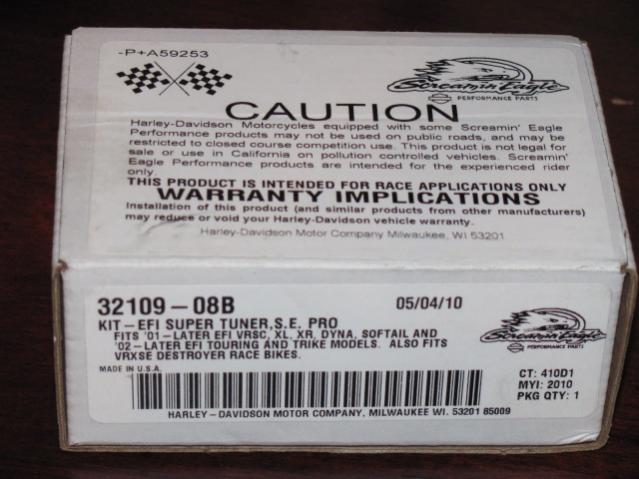 -P+A59253
Screamin' Eagle
PERFORMANCE PARTS
CAUTION
Harley-Davidson Motorcycles equipped with some Screamin' Eagle
Performance products may not be used on public roads, and may be
restricted to closed course competition use. This product is not legal for
sale or use in California on pollution controlled vehicles. Screamin'
Eagle Performance products are intended for the experienced rider
only.
THIS PRODUCT IS INTENDED FOR RACE APPLICATIONS ONLY
WARRANTY IMPLICATIONS
Installation of this product (and similar products from other manufacturers)
may reduce or void your Harley-Davidson vehicle warranty.
Harley-Davidson Motor Company Milwaukee, WI 53201
32109-08B 05/04/10
KIT-EFI SUPER TUNER,S.E. PRO
FITS '01-LATER EFI VRSC, XL, XR, DYNA, SOFTAIL AND
'02-LATER EFI TOURING AND TRIKE MODELS. ALSO FITS
VRXSE DESTROYER RACE BIKES.
Screamin' Eagle
PERFORMANCE PARTS
MADE IN U.S.A.
CT: 410D1
MYI: 2010
PKG QTY: 1
HARLEY-DAVIDSON MOTOR COMPANY, MILWAUKEE WI. 53201 85009